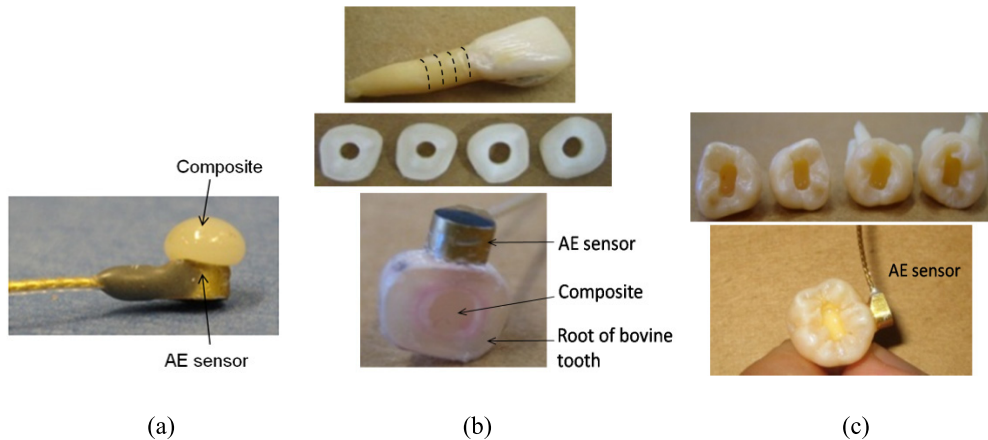 Composite
AE sensor
(a)
AE sensor
Composite
Root of bovine
tooth
(b)
AE sensor
(c)